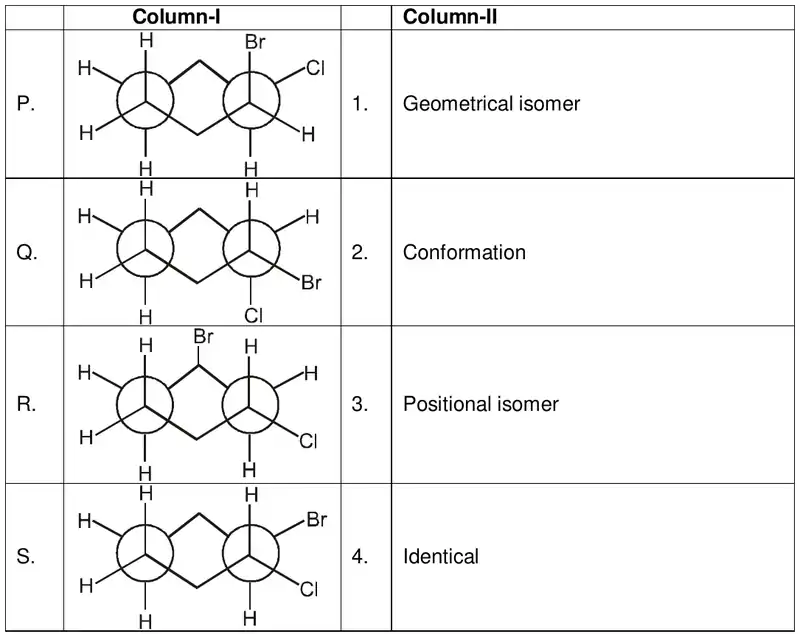 Column-I Column-II
H Br
H Cl
P. 1. Geometrical isomer
H H
H H
H H
H H
Q. 2. Conformation
H Br
H Cl
Br
H H
H H
R. 3. Positional isomer
H Cl
H H
H H
H Br
S. 4. Identical
H Cl
H H